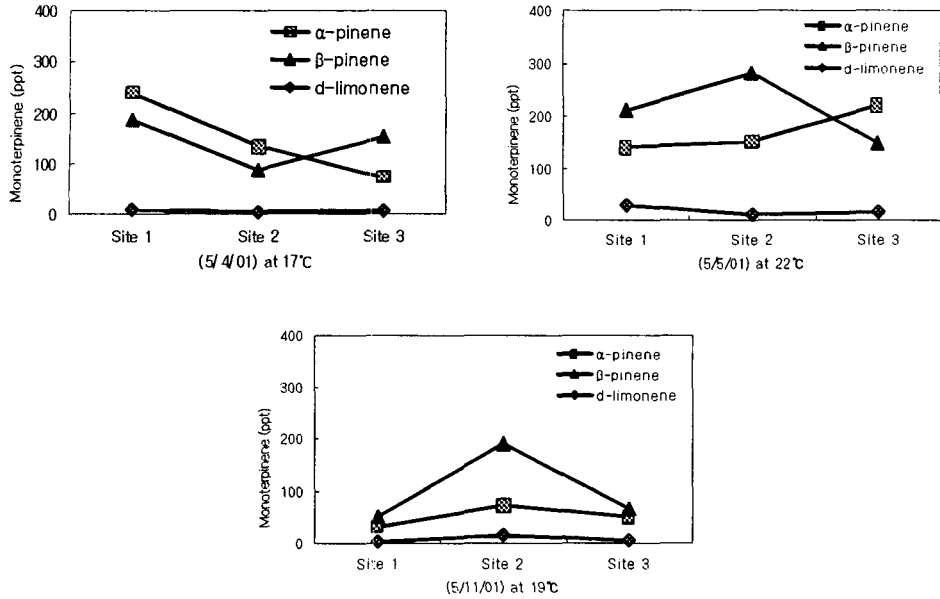 400
300
200
100
0
Monoterpinene (ppt)
α-pinene
β-pinene
d-limonene
Site 1 Site 2 Site 3
(5/4/01) at 17℃
400
300
200
100
0
Monoterpinene (ppt)
α-pinene
β-pinene
d-limonene
Site 1 Site 2 Site 3
(5/5/01) at 22℃
400
300
200
100
0
Monoterpinene (ppt)
α-pinene
β-pinene
d-limonene
Site 1 Site 2 Site 3
(5/11/01) at 19℃